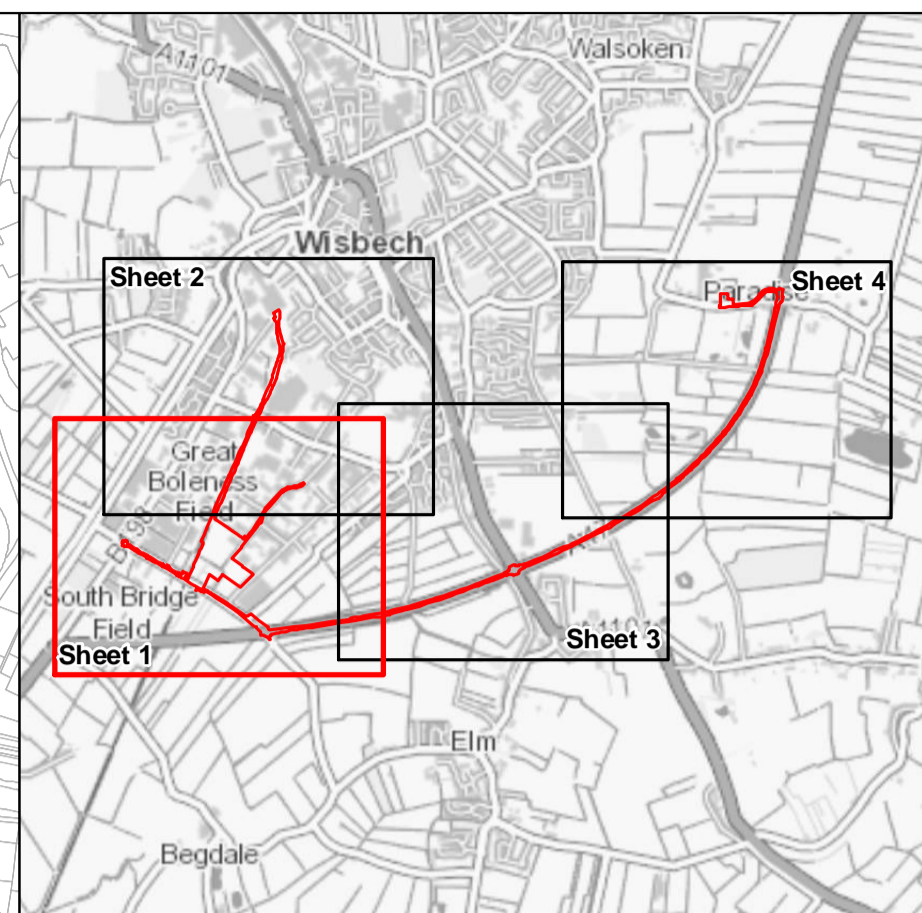 Walsoken
A1101
Wisbech
Sheet 2
Sheet 4
Paradise
Great
Boleness
Field
South Bridge
Field
Sheet 1
Sheet 3
Elm
Begdale